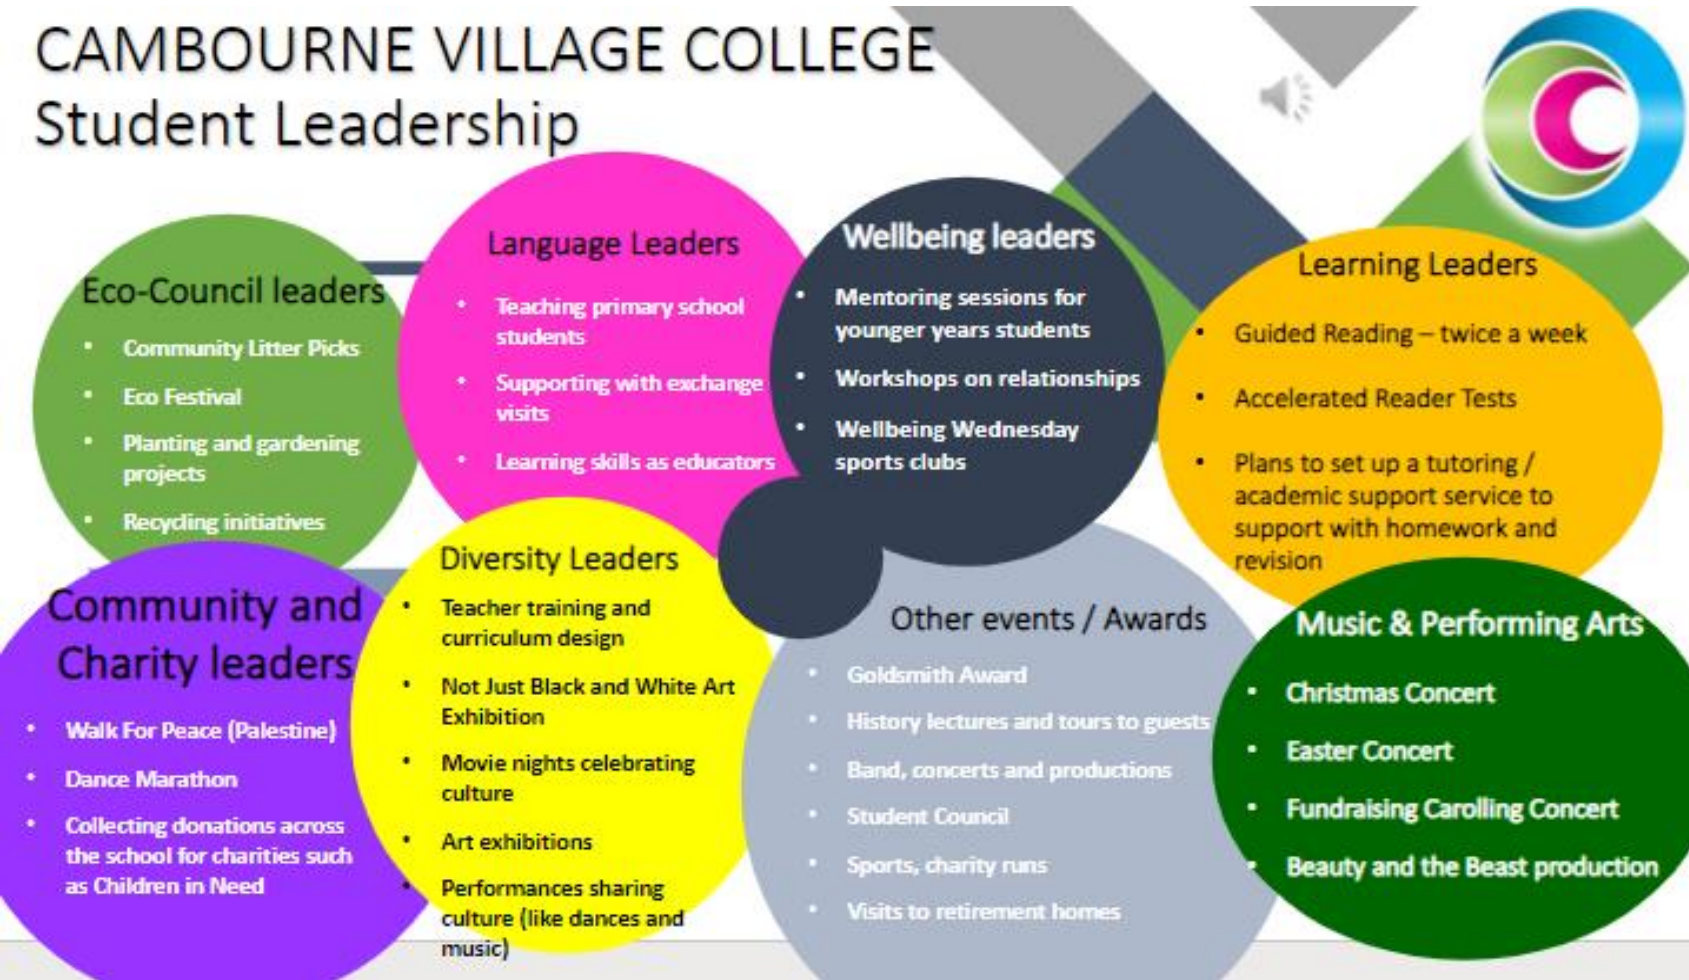 CAMBOURNE VILLAGE COLLEGE
Student Leadership
Eco-Council leaders
• Community Litter Picks
• Eco Festival
• Planting and gardening
projects
• Recycling initiatives
Language Leaders
• Teaching primary school
students
• Supporting with exchange
visits
• Learning skills as educators
Wellbeing leaders
• Mentoring sessions for
younger years students
• Workshops on relationships
• Wellbeing Wednesday
sports clubs
Learning Leaders
• Guided Reading – twice a week
• Accelerated Reader Tests
• Plans to set up a tutoring /
academic support service to
support with homework and
revision
Community and
Charity leaders
• Walk For Peace (Palestine)
• Dance Marathon
• Collecting donations across
the school for charities such
as Children in Need
Diversity Leaders
• Teacher training and
curriculum design
• Not Just Black and White Art
Exhibition
• Movie nights celebrating
culture
• Art exhibitions
• Performances sharing
culture (like dances and
music)
Other events / Awards
• Goldsmith Award
• History lectures and tours to guests
• Band, concerts and productions
• Student Council
• Sports, charity runs
• Visits to retirement homes
Music & Performing Arts
• Christmas Concert
• Easter Concert
• Fundraising Carolling Concert
• Beauty and the Beast production